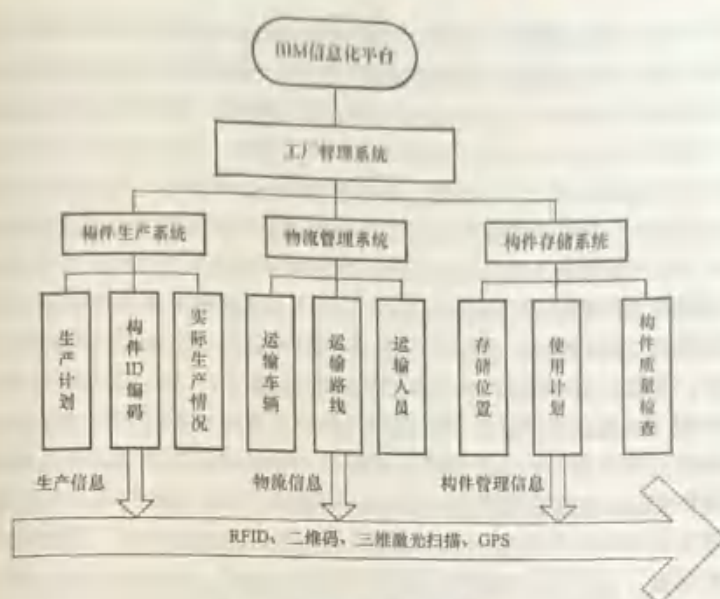 BIM信息化平台
工厂管理系统
构件生产系统
物流管理系统
构件存储系统
生产计划
构件ID编码
实际生产情况
运输车辆
运输路线
运输人员
存储位置
使用计划
构件质量检查
生产信息
物流信息
构件管理信息
RFID、二维码、三维激光扫描、GPS